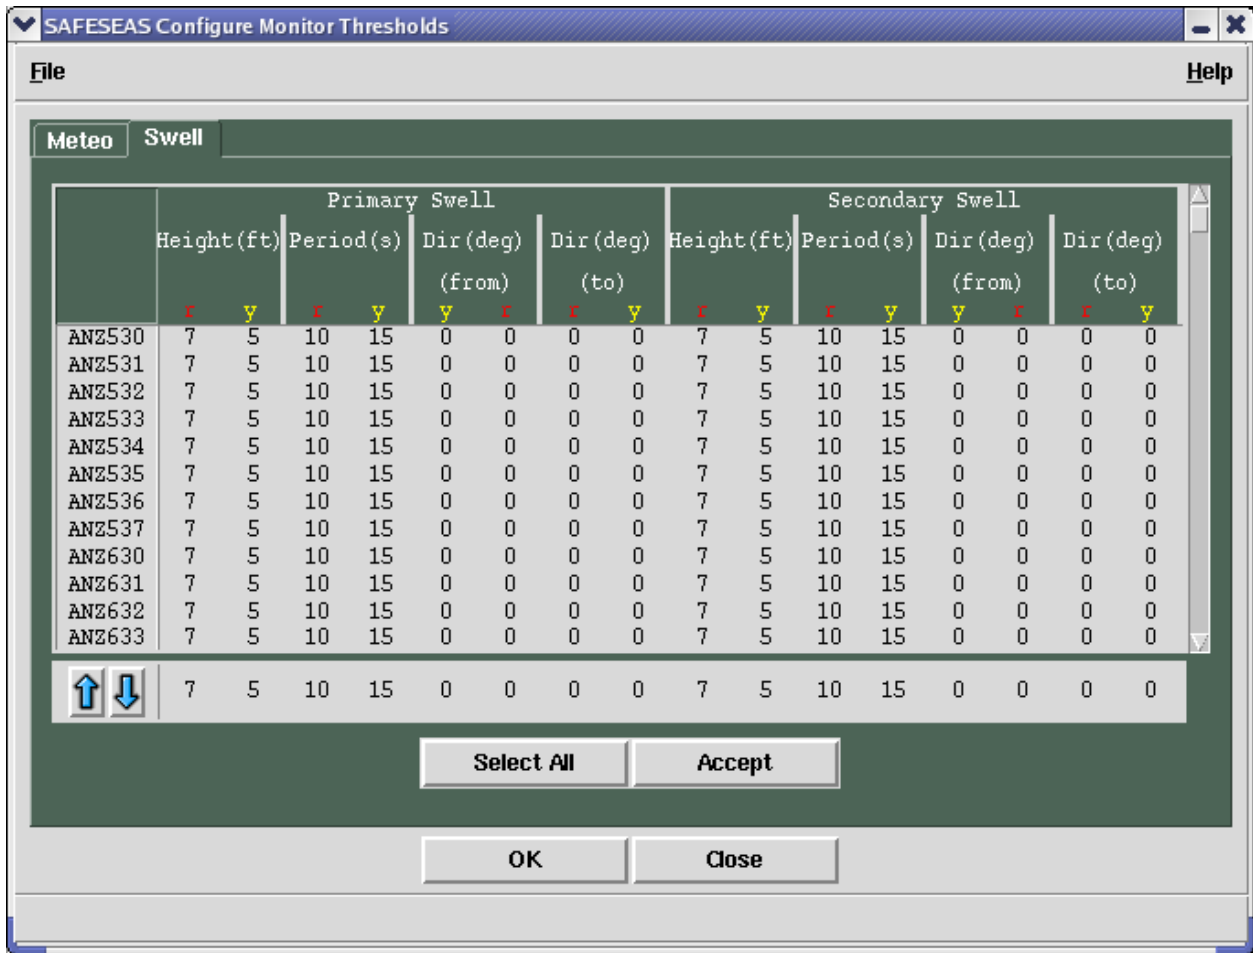 SAFESEAS Configure Monitor Thresholds
File Help
Meteo Swell
Primary Swell Secondary Swell
Height(ft) Period(s) Dir(deg) Dir(deg) Height(ft) Period(s) Dir(deg) Dir(deg)
(from) (to) (from) (to)
r y r y y r r y r y r y y r r y
ANZ530 7 5 10 15 0 0 0 0 7 5 10 15 0 0 0 0
ANZ531 7 5 10 15 0 0 0 0 7 5 10 15 0 0 0 0
ANZ532 7 5 10 15 0 0 0 0 7 5 10 15 0 0 0 0
ANZ533 7 5 10 15 0 0 0 0 7 5 10 15 0 0 0 0
ANZ534 7 5 10 15 0 0 0 0 7 5 10 15 0 0 0 0
ANZ535 7 5 10 15 0 0 0 0 7 5 10 15 0 0 0 0
ANZ536 7 5 10 15 0 0 0 0 7 5 10 15 0 0 0 0
ANZ537 7 5 10 15 0 0 0 0 7 5 10 15 0 0 0 0
ANZ630 7 5 10 15 0 0 0 0 7 5 10 15 0 0 0 0
ANZ631 7 5 10 15 0 0 0 0 7 5 10 15 0 0 0 0
ANZ632 7 5 10 15 0 0 0 0 7 5 10 15 0 0 0 0
ANZ633 7 5 10 15 0 0 0 0 7 5 10 15 0 0 0 0
7 5 10 15 0 0 0 0 7 5 10 15 0 0 0 0
Select All Accept
OK Close